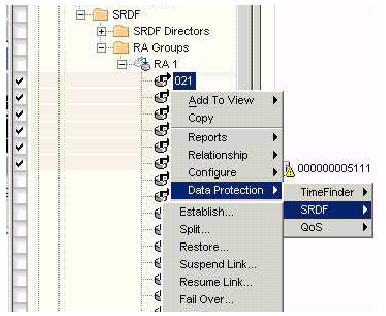 SRDF
SRDF Directors
RA Groups
RA 1
021
Add To View
Copy
Reports
Relationship
Configure
000000005111
Data Protection
TimeFinder
SRDF
QoS
Establish...
Split...
Restore...
Suspend Link...
Resume Link...
Fail Over...